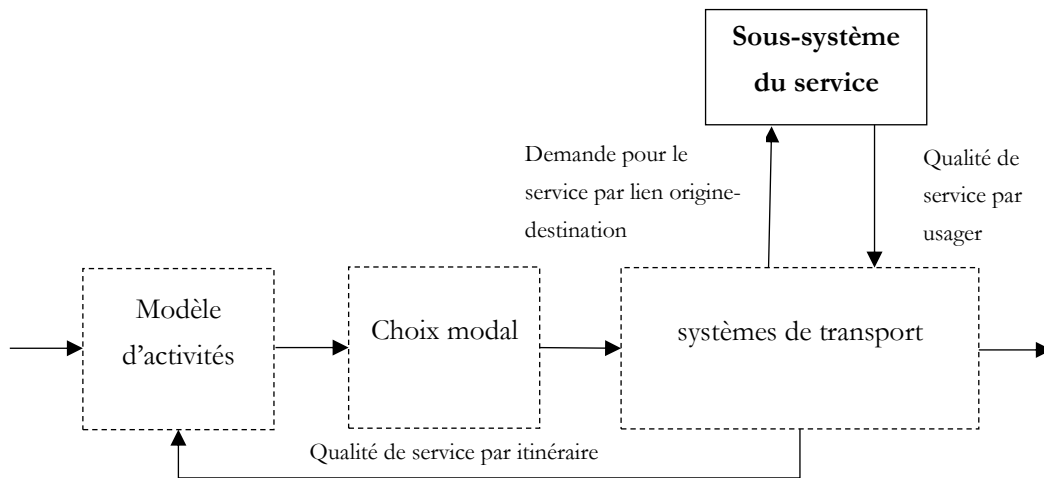 Sous-système
du service
Demande pour le
service par lien origine-
destination
Qualité de
service par
usager
Modèle
d'activités
Choix modal
systèmes de transport
Qualité de service par itinéraire